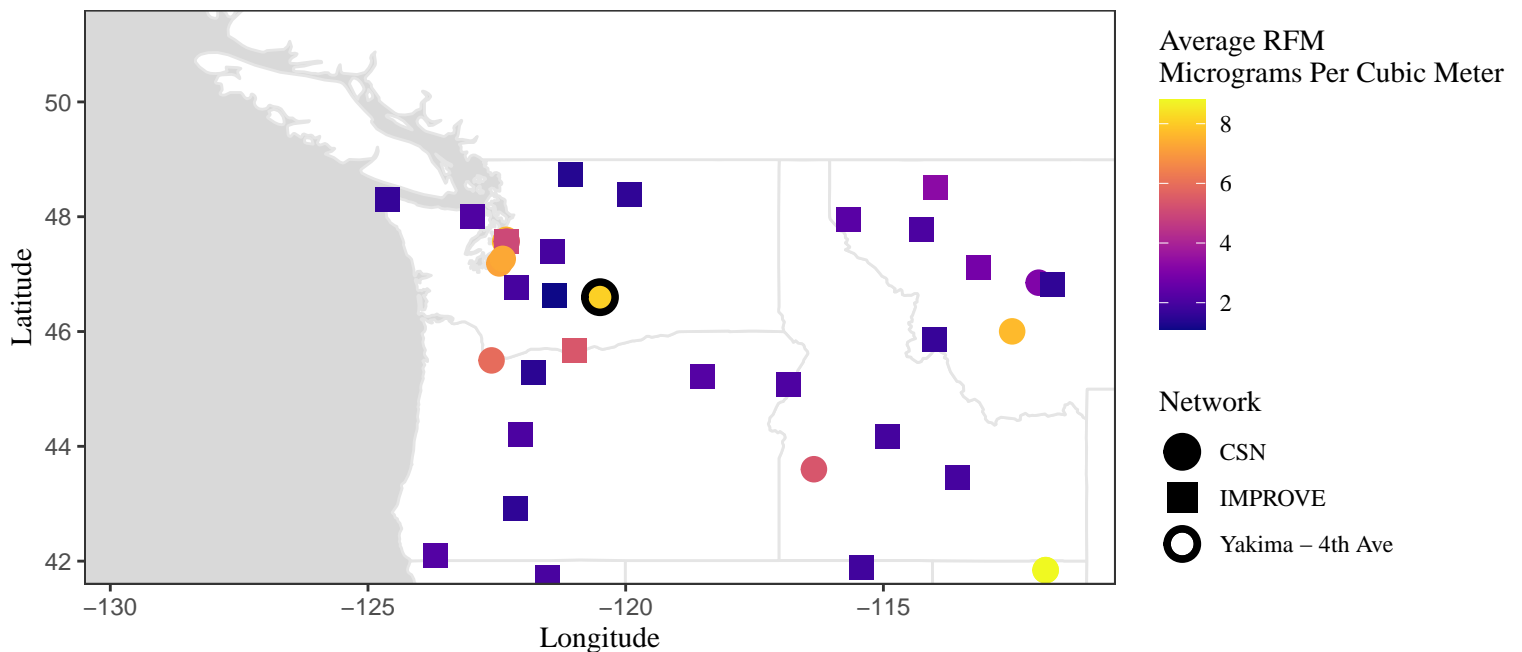 50
48
46
44
42
Latitude
−130
−125
−120
−115
Longitude
Average RFM
Micrograms Per Cubic Meter
8
6
4
2
Network
CSN
IMPROVE
Yakima – 4th Ave